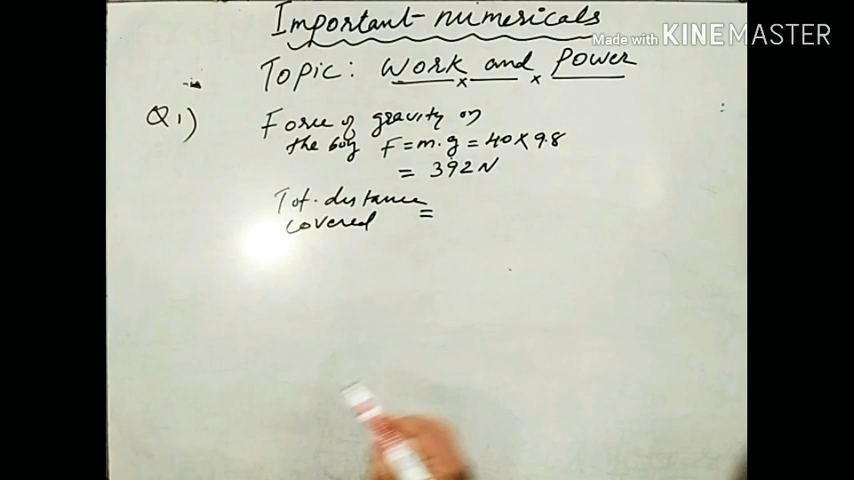 Important numericals
Made with KINEMASTER
Topic: Work and Power
Q1) Force of gravity on
the boy F = m.g = 40 x 9.8
= 392 N
Tot. distance
covered =